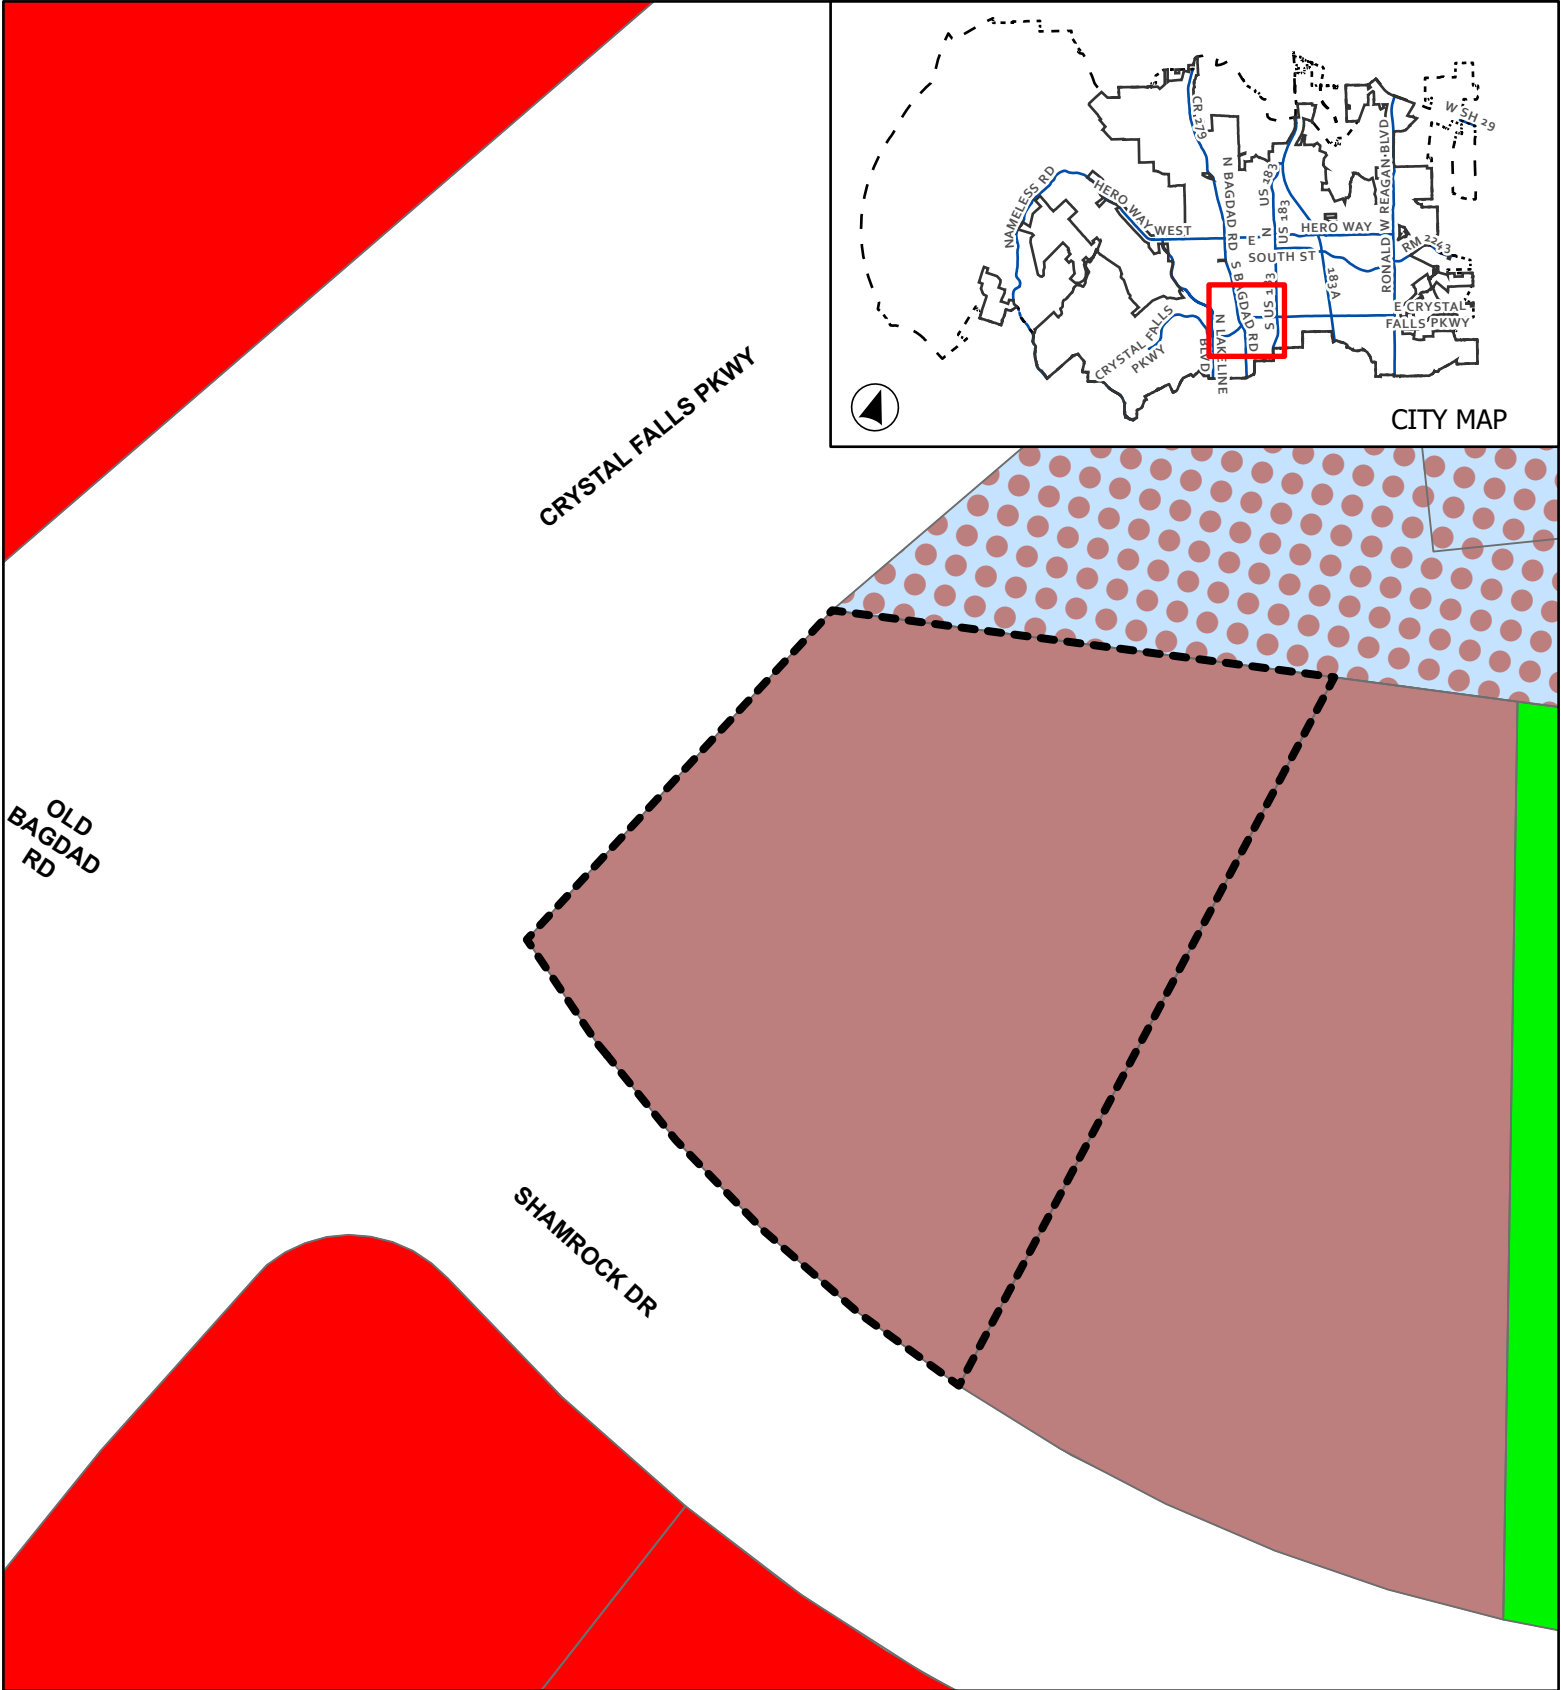 CR 279
W SH 29
NAMELESS RD
HERO WAY
WEST
N BAGDAD RD
US 183
N
US 183
E
HERO WAY
SOUTH ST
RONALD W REAGAN BLVD
RM 2243
183A
S BAGDAD RD
S US 183
N LAKELINE
BLVD
CRYSTAL FALLS
PKWY
E CRYSTAL
FALLS PKWY
CITY MAP
CRYSTAL FALLS PKWY
OLD
BAGDAD
RD
SHAMROCK DR